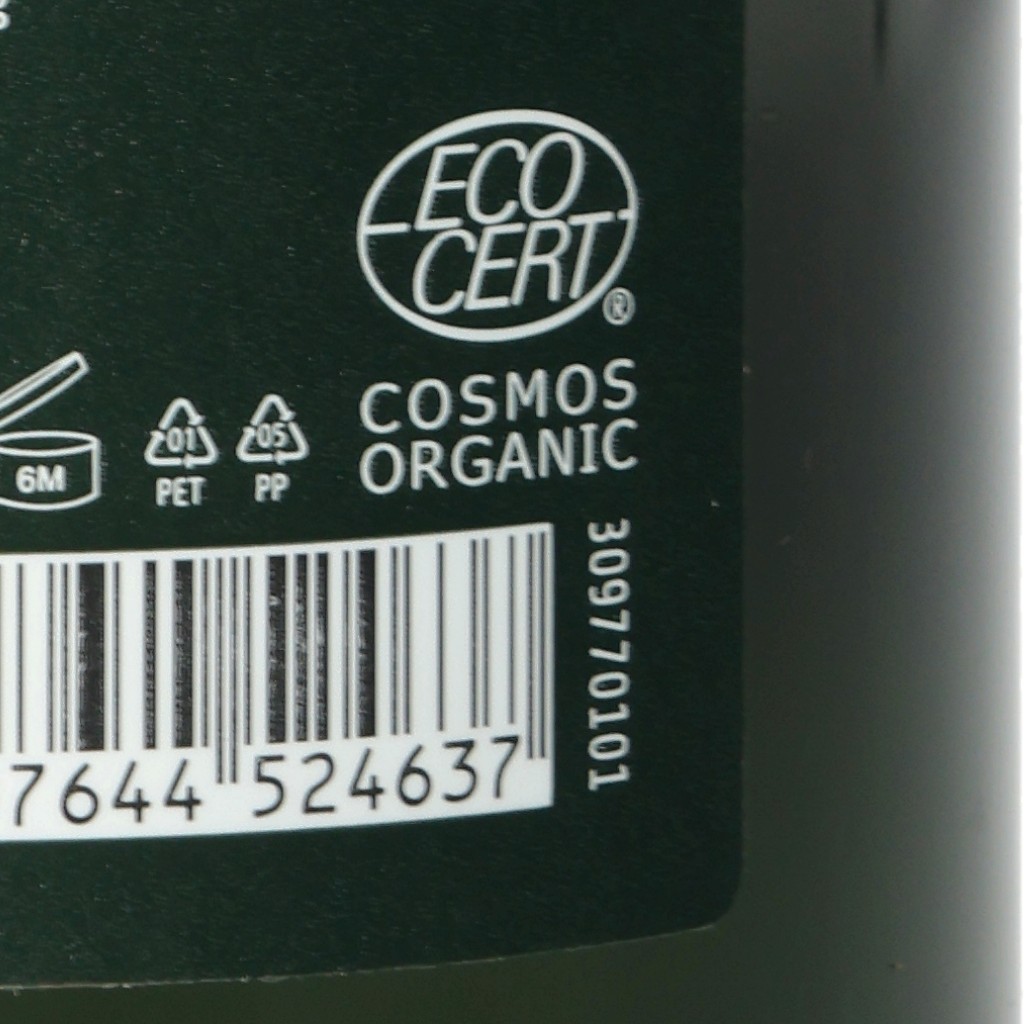 ECO
CERT®
COSMOS
ORGANIC
6M
01
PET
05
PP
309770101
7644 524637